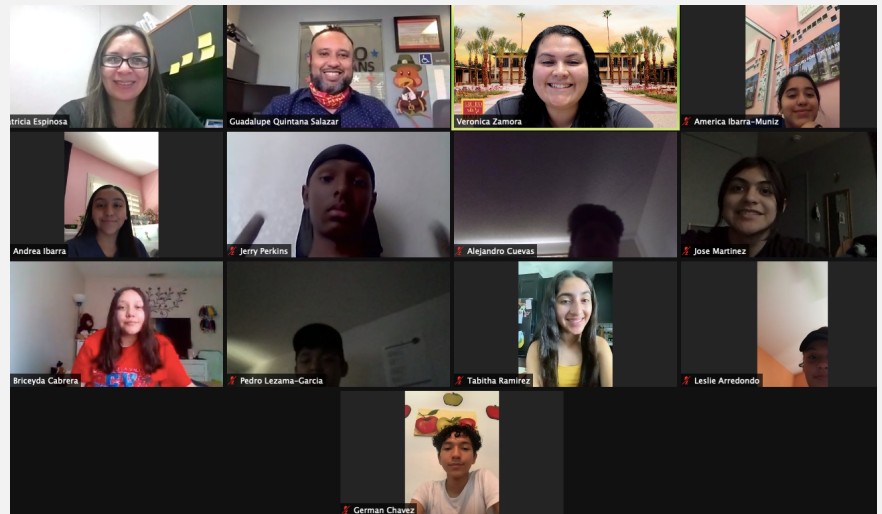 tricia Espinosa
Guadalupe Quintana Salazar
Veronica Zamora
America Ibarra-Muniz
Andrea Ibarra
Jerry Perkins
Alejandro Cuevas
Jose Martinez
Briceyda Cabrera
Pedro Lezama-Garcia
Tabitha Ramirez
Leslie Arredondo
German Chavez